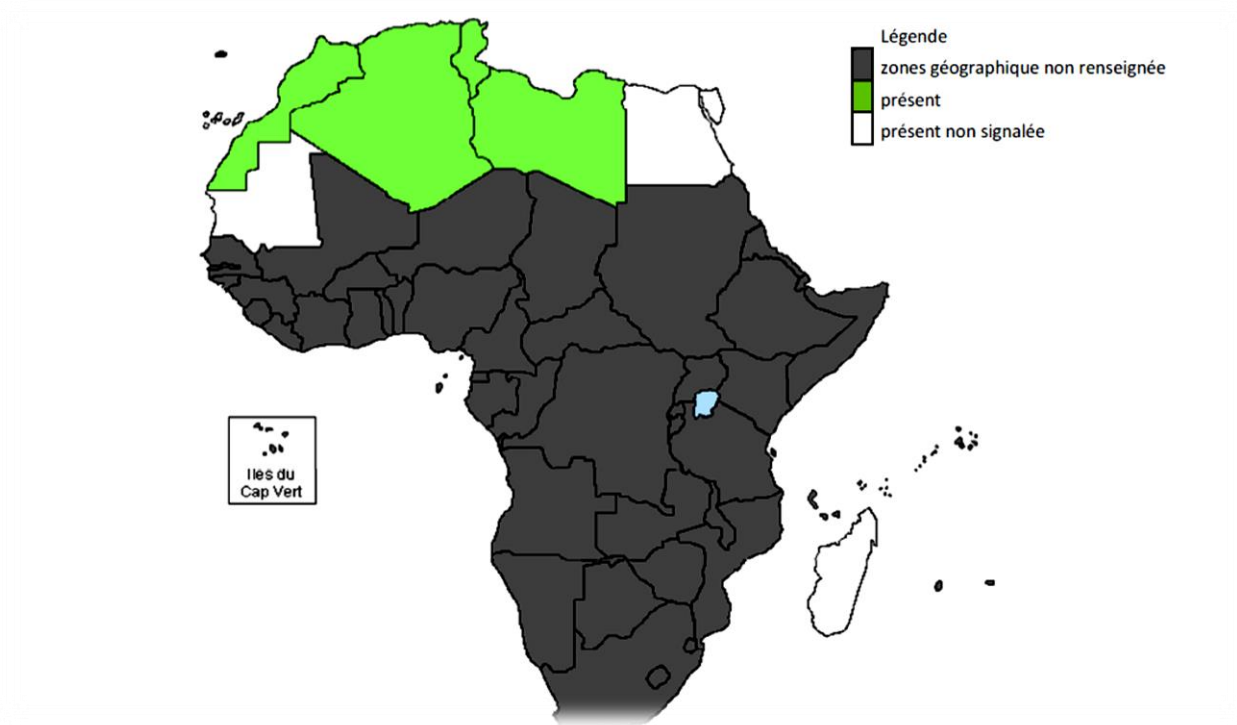 Légende
zones géographique non renseignée
présent
présent non signalée
Iles du
Cap Vert